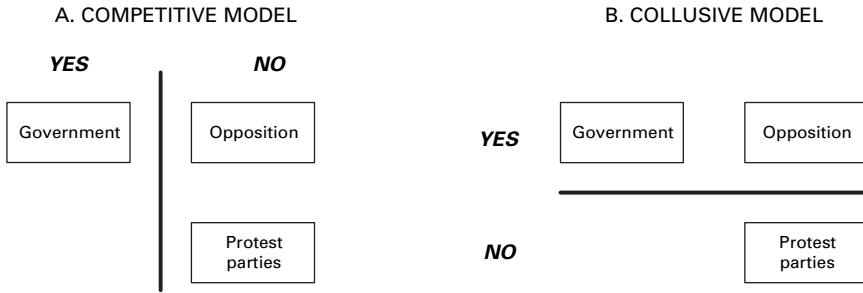 A. COMPETITIVE MODEL
YES NO
Government
Opposition
Protest
parties
B. COLLUSIVE MODEL
YES
Government
Opposition
NO
Protest
parties